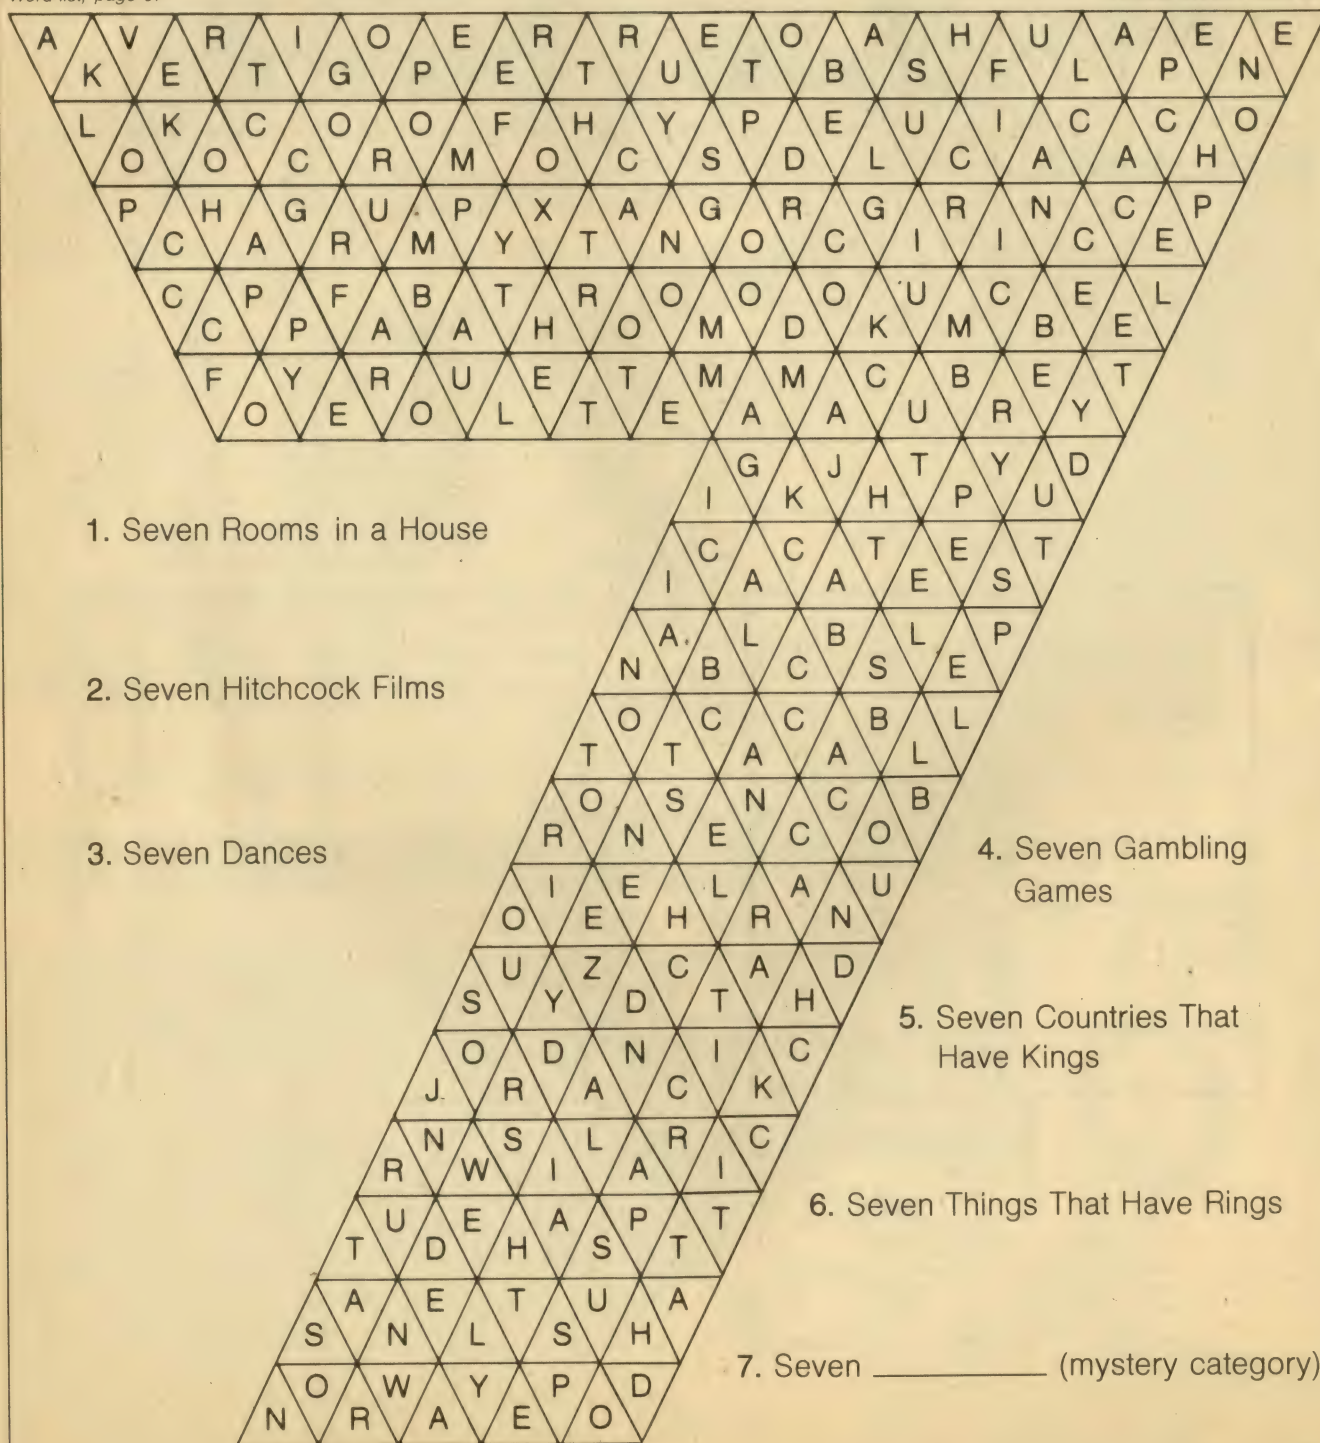 A V R I O E R R E O A H U A E E
K E T G P E T U T B S F L P N
L K C O O F H Y P E U I C C O
O O C R M O C S D L C A A H
P H G U P X A G R G R N C P
C A R M Y T N O C I I C E
C P F B T R O O O U C E L
C P A A H O M D K M B E
F Y R U E T M M C B E T
O E O L T E A A U R Y
G J T Y D
I K H P U
C C T E T
I A A E S
A L B L P
N B C S E
O C C B L
T T A A L
O S N C B
R N E C O
I E L A U
O E H R N
U Z C A D
S Y D T H
O D N I C
J R A C K
N S L R C
R W I A I
U E A P T
T D H S T
A E T U A
S N L S H
O W Y P D
N R A E O
1. Seven Rooms in a House
2. Seven Hitchcock Films
3. Seven Dances
4. Seven Gambling
Games
5. Seven Countries That
Have Kings
6. Seven Things That Have Rings
7. Seven __________ (mystery category)